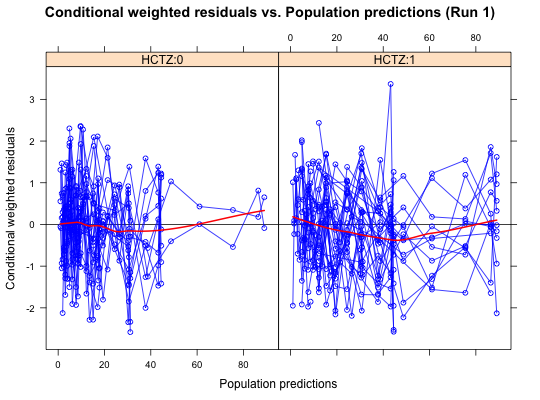 Conditional weighted residuals vs. Population predictions (Run 1)
0 20 40 60 80
HCTZ:0 HCTZ:1
3
2
1
0
-1
-2
Conditional weighted residuals
0 20 40 60 80
Population predictions